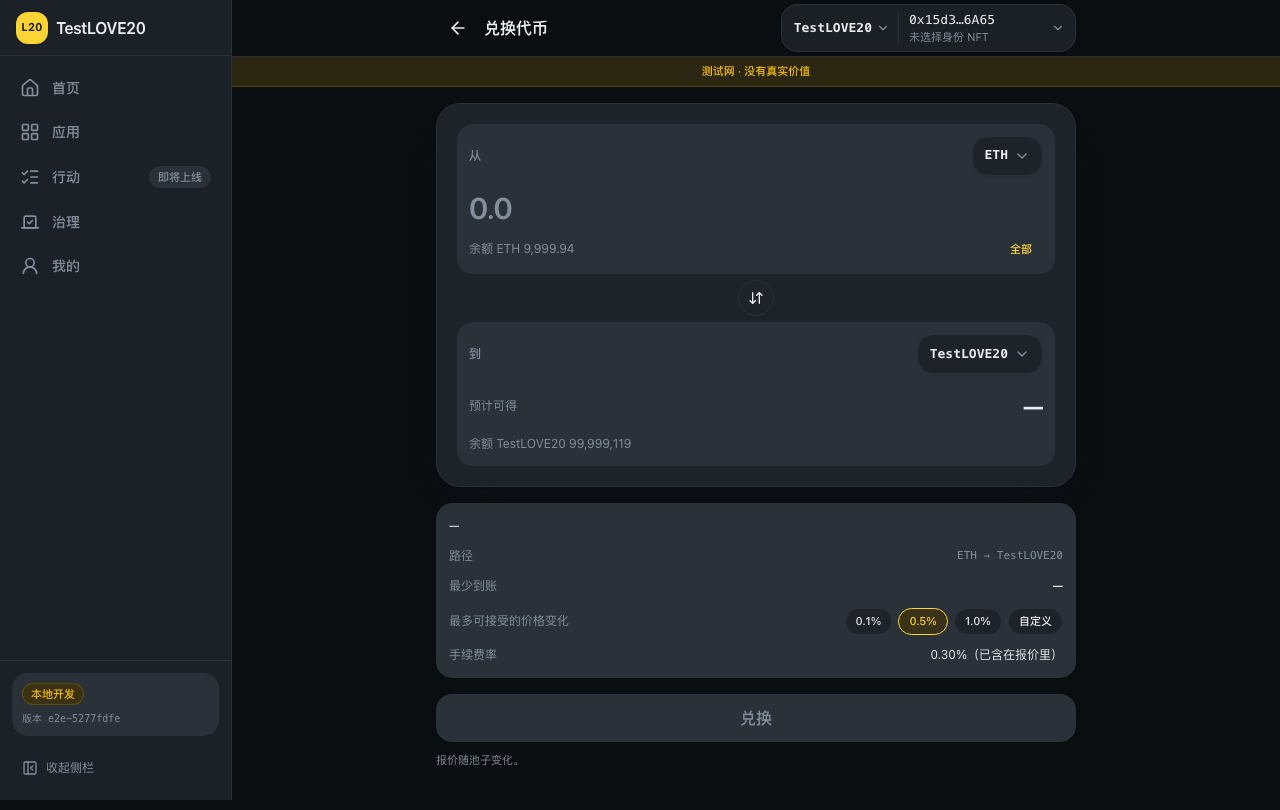 L20 TestLOVE20
首页
应用
行动 即将上线
治理
我的
本地开发
版本 e2e-5277fdfe
收起侧栏
兑换代币
TestLOVE20
0x15d3…6A65
未选择身份 NFT
测试网 · 没有真实价值
从 ETH
0.0
余额 ETH 9,999.94 全部
到 TestLOVE20
预计可得 —
余额 TestLOVE20 99,999,119
—
路径 ETH → TestLOVE20
最少到账 —
最多可接受的价格变化 0.1% 0.5% 1.0% 自定义
手续费率 0.30%（已含在报价里）
兑换
报价随池子变化。